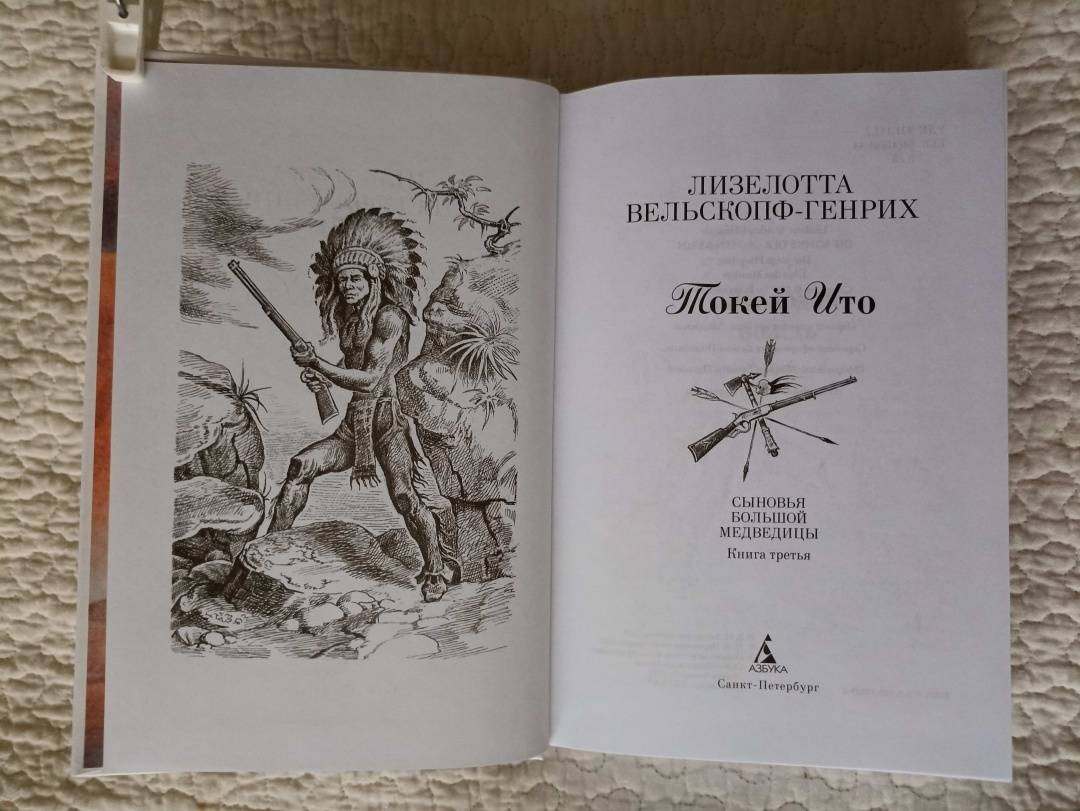 ЛИЗЕЛОТТА
ВЕЛЬСКОПФ-ГЕНРИХ
Токей Ито
СЫНОВЬЯ
БОЛЬШОЙ
МЕДВЕДИЦЫ
Книга третья
АЗБУКА
Санкт-Петербург